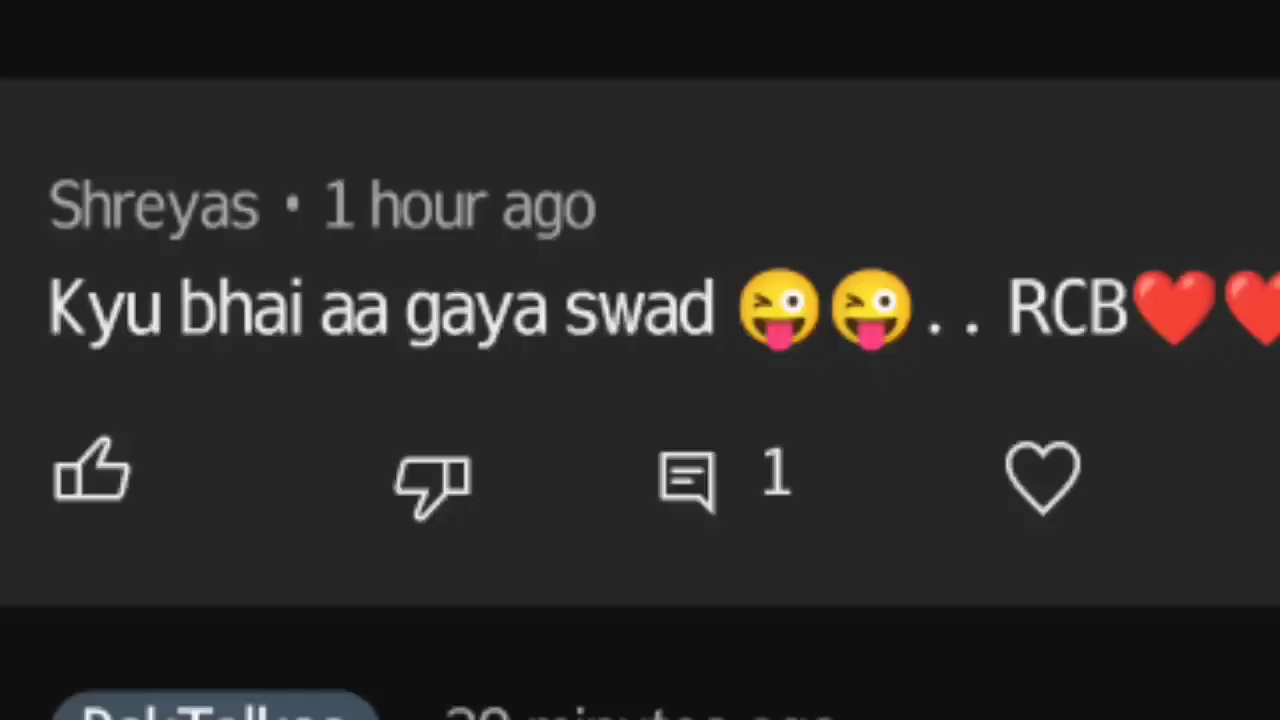 Shreyas • 1 hour ago
Kyu bhai aa gaya swad 😜😜.. RCB❤️❤️
1